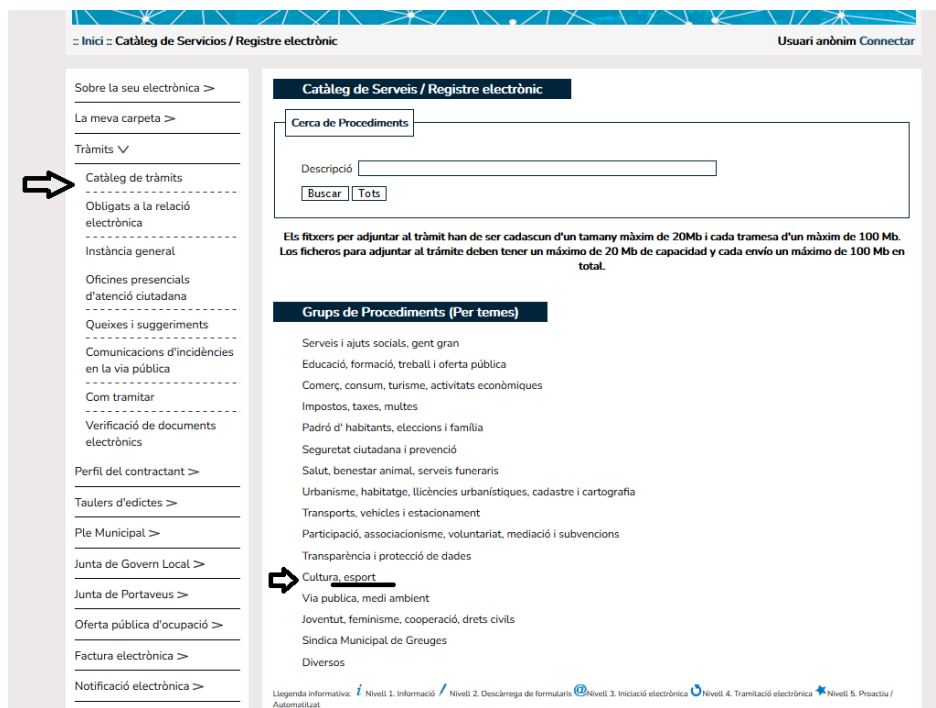 :: Inici :: Catàleg de Servicios / Registre electrònic
Usuari anònim Connectar
Sobre la seu electrònica >
La meva carpeta >
Tràmits
Catàleg de tràmits
Obligats a la relació
electrònica
Instància general
Oficines presencials
d'atenció ciutadana
Queixes i suggeriments
Comunicacions d'incidències
en la via pública
Com tramitar
Verificació de documents
electrònics
Perfil del contractant >
Taulers d'edictes >
Ple Municipal >
Junta de Govern Local >
Junta de Portaveus >
Oferta pública d'ocupació >
Factura electrònica >
Notificació electrònica >
Catàleg de Serveis / Registre electrònic
Cerca de Procediments
Descripció
Buscar Tots
Els fitxers per adjuntar al tràmit han de ser cadascun d'un tamany màxim de 20Mb i cada tramesa d'un màxim de 100 Mb.
Los ficheros para adjuntar al trámite deben tener un máximo de 20 Mb de capacidad y cada envío un máximo de 100 Mb en
total.
Grups de Procediments (Per temes)
Serveis i ajuts socials, gent gran
Educació, formació, treball i oferta pública
Comerç, consum, turisme, activitats econòmiques
Impostos, taxes, multes
Padró d' habitants, eleccions i família
Seguretat ciutadana i prevenció
Salut, benestar animal, serveis funeraris
Urbanisme, habitatge, llicències urbanístiques, cadastre i cartografia
Transports, vehicles i estacionament
Participació, associacionisme, voluntariat, mediació i subvencions
Transparència i protecció de dades
Cultura, esport
Via publica, medi ambient
Joventut, feminisme, cooperació, drets civils
Sindica Municipal de Greuges
Diversos
Llegenda informativa: i Nivell 1. Informació Nivell 2. Descàrrega de formularis @Nivell 3. Iniciació electrònica Nivell 4. Tramitació electrònica Nivell 5. Proactiu /
Automatitzat